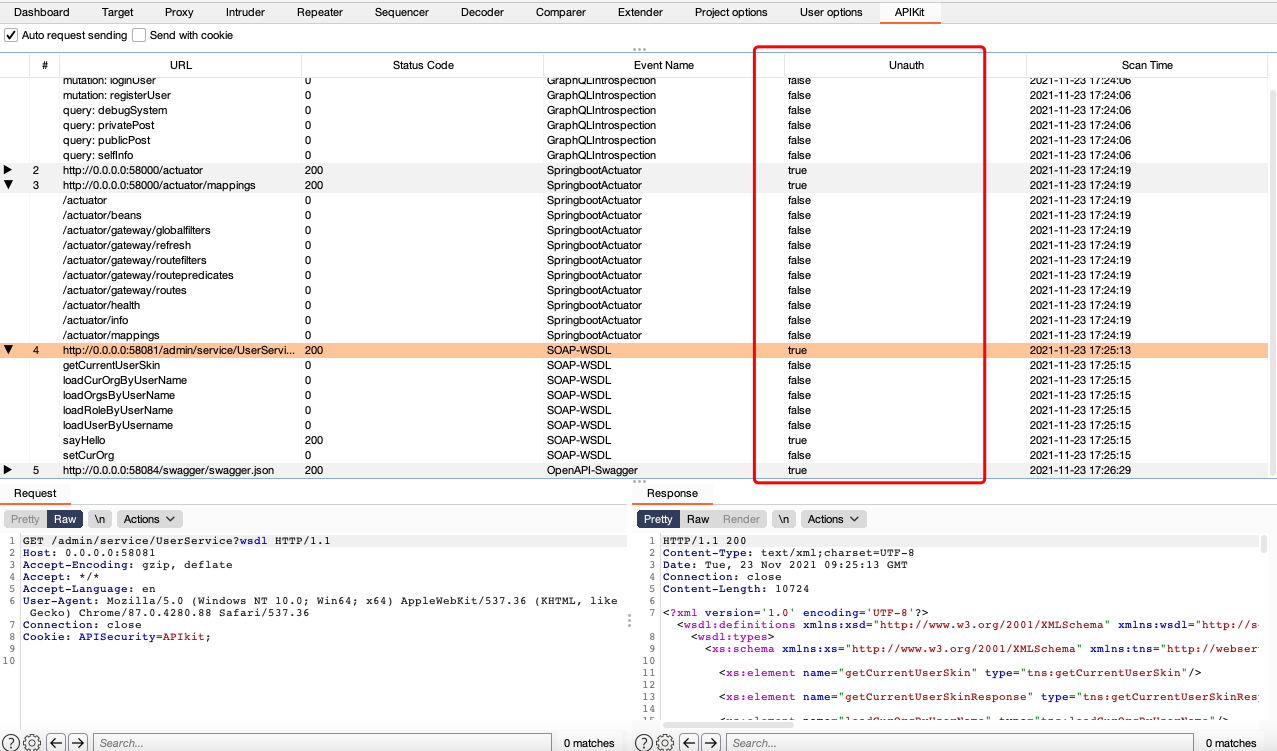 Dashboard Target Proxy Intruder Repeater Sequencer Decoder Comparer Extender Project options User options APIKit
Auto request sending Send with cookie
# URL Status Code Event Name Unauth Scan Time
mutation: loginUser 0 GraphQLIntrospection false 2021-11-23 17:24:06
mutation: registerUser 0 GraphQLIntrospection false 2021-11-23 17:24:06
query: debugSystem 0 GraphQLIntrospection false 2021-11-23 17:24:06
query: privatePost 0 GraphQLIntrospection false 2021-11-23 17:24:06
query: publicPost 0 GraphQLIntrospection false 2021-11-23 17:24:06
query: selfInfo 0 GraphQLIntrospection false 2021-11-23 17:24:06
2 http://0.0.0.0:58000/actuator 200 SpringbootActuator true 2021-11-23 17:24:19
3 http://0.0.0.0:58000/actuator/mappings 200 SpringbootActuator true 2021-11-23 17:24:19
/actuator 0 SpringbootActuator false 2021-11-23 17:24:19
/actuator/beans 0 SpringbootActuator false 2021-11-23 17:24:19
/actuator/gateway/globalfilters 0 SpringbootActuator false 2021-11-23 17:24:19
/actuator/gateway/refresh 0 SpringbootActuator false 2021-11-23 17:24:19
/actuator/gateway/routefilters 0 SpringbootActuator false 2021-11-23 17:24:19
/actuator/gateway/routepredicates 0 SpringbootActuator false 2021-11-23 17:24:19
/actuator/gateway/routes 0 SpringbootActuator false 2021-11-23 17:24:19
/actuator/health 0 SpringbootActuator false 2021-11-23 17:24:19
/actuator/info 0 SpringbootActuator false 2021-11-23 17:24:19
/actuator/mappings 0 SpringbootActuator false 2021-11-23 17:24:19
4 http://0.0.0.0:58081/admin/service/UserServi... 200 SOAP-WSDL true 2021-11-23 17:25:13
getCurrentUserSkin 0 SOAP-WSDL false 2021-11-23 17:25:15
loadCurOrgByUserName 0 SOAP-WSDL false 2021-11-23 17:25:15
loadOrgsByUserName 0 SOAP-WSDL false 2021-11-23 17:25:15
loadRoleByUserName 0 SOAP-WSDL false 2021-11-23 17:25:15
loadUserByUsername 0 SOAP-WSDL false 2021-11-23 17:25:15
sayHello 200 SOAP-WSDL true 2021-11-23 17:25:15
setCurOrg 0 SOAP-WSDL false 2021-11-23 17:25:15
5 http://0.0.0.0:58084/swagger/swagger.json 200 OpenAPI-Swagger true 2021-11-23 17:26:29
Request
Pretty Raw \n Actions
1 GET /admin/service/UserService?wsdl HTTP/1.1
2 Host: 0.0.0.0:58081
3 Accept-Encoding: gzip, deflate
4 Accept: */*
5 Accept-Language: en
6 User-Agent: Mozilla/5.0 (Windows NT 10.0; Win64; x64) AppleWebKit/537.36 (KHTML, like
Gecko) Chrome/87.0.4280.88 Safari/537.36
7 Connection: close
8 Cookie: APISecurity=APIkit;
9
10
Search... 0 matches
Response
Pretty Raw Render \n Actions
1 HTTP/1.1 200
2 Content-Type: text/xml;charset=UTF-8
3 Date: Tue, 23 Nov 2021 09:25:13 GMT
4 Connection: close
5 Content-Length: 10724
6
7 <?xml version='1.0' encoding='UTF-8'?>
<wsdl:definitions xmlns:xsd="http://www.w3.org/2001/XMLSchema" xmlns:wsdl="http://s
8 <wsdl:types>
9 <xs:schema xmlns:xs="http://www.w3.org/2001/XMLSchema" xmlns:tns="http://webser
10
11 <xs:element name="getCurrentUserSkin" type="tns:getCurrentUserSkin"/>
12
13 <xs:element name="getCurrentUserSkinResponse" type="tns:getCurrentUserSkinRes
14
15 <xs:element name="loadCurOrgByUserName" type="tns:loadCurOrgByUserName"/>
Search... 0 matches